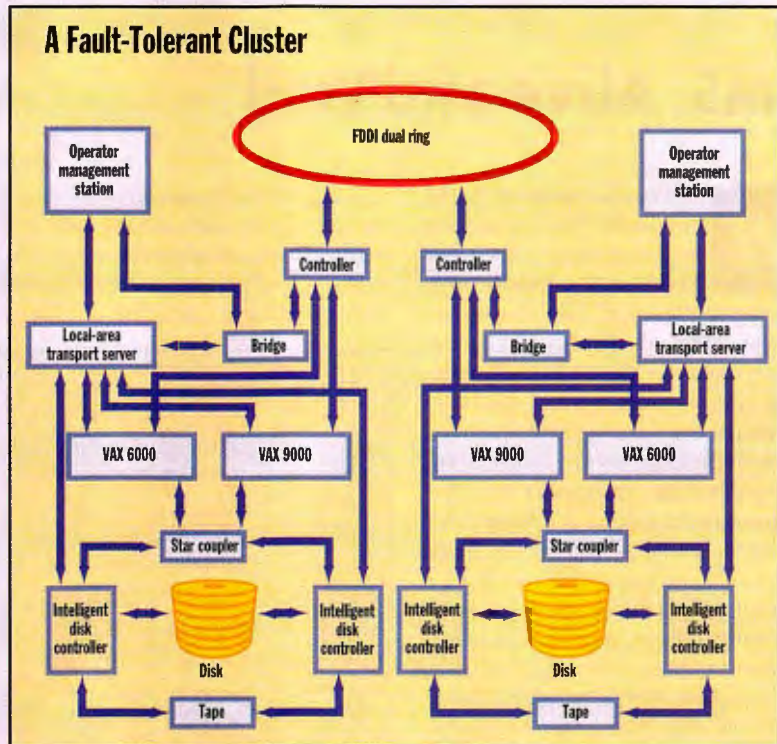 A Fault-Tolerant Cluster
FDDI dual ring
Operator
management
station
Operator
management
station
Controller
Controller
Local-area
transport server
Bridge
Bridge
Local-area
transport server
VAX 6000
VAX 9000
VAX 9000
VAX 6000
Star coupler
Star coupler
Intelligent
disk
controller
Disk
Intelligent
disk
controller
Intelligent
disk
controller
Disk
Intelligent
disk
controller
Tape
Tape